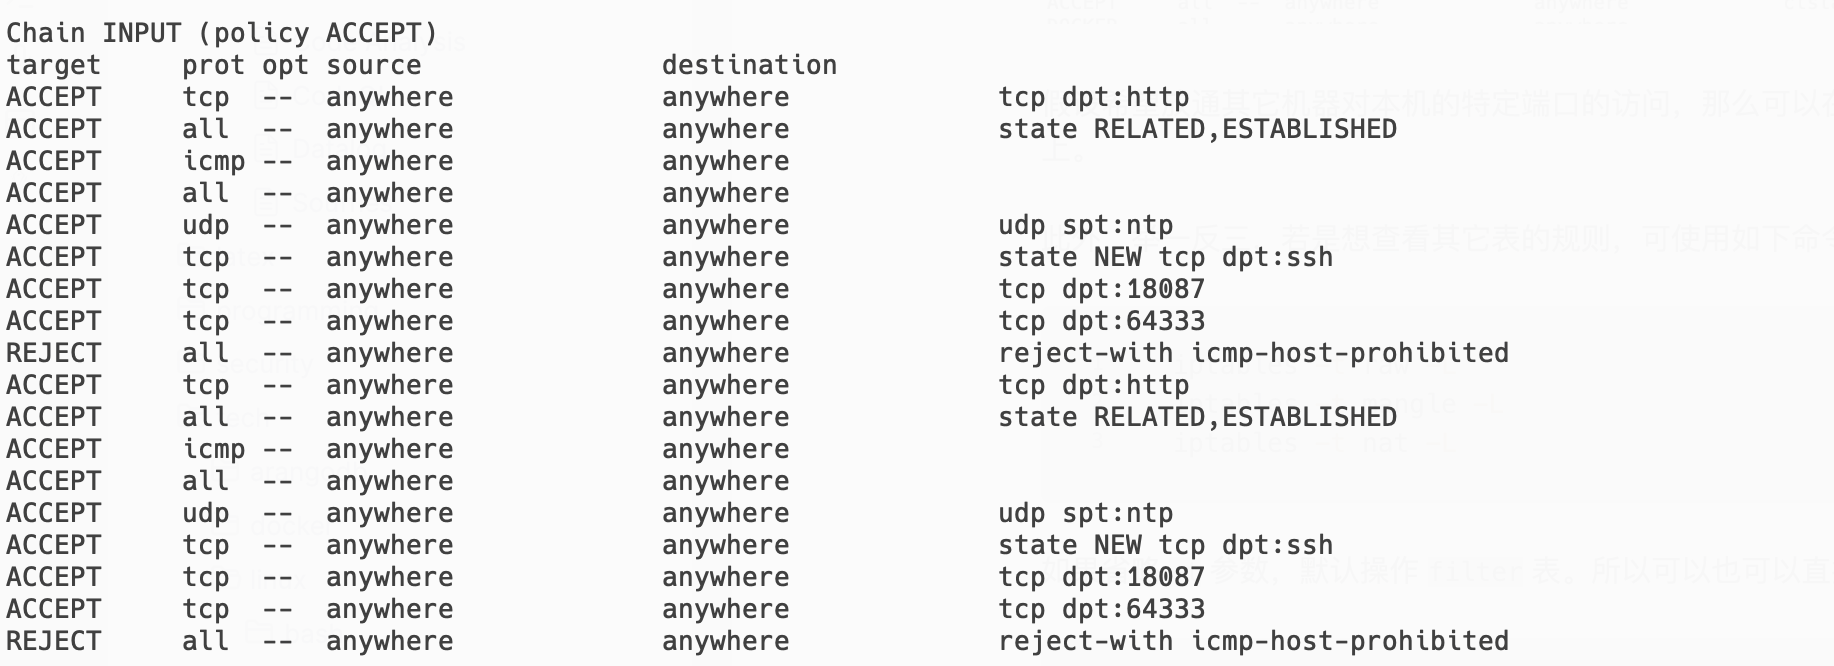 Chain INPUT (policy ACCEPT)
target     prot opt source               destination
ACCEPT     tcp  --  anywhere             anywhere             tcp dpt:http
ACCEPT     all  --  anywhere             anywhere             state RELATED,ESTABLISHED
ACCEPT     icmp --  anywhere             anywhere
ACCEPT     all  --  anywhere             anywhere
ACCEPT     udp  --  anywhere             anywhere             udp spt:ntp
ACCEPT     tcp  --  anywhere             anywhere             state NEW tcp dpt:ssh
ACCEPT     tcp  --  anywhere             anywhere             tcp dpt:18087
ACCEPT     tcp  --  anywhere             anywhere             tcp dpt:64333
REJECT     all  --  anywhere             anywhere             reject-with icmp-host-prohibited
ACCEPT     tcp  --  anywhere             anywhere             tcp dpt:http
ACCEPT     all  --  anywhere             anywhere             state RELATED,ESTABLISHED
ACCEPT     icmp --  anywhere             anywhere
ACCEPT     all  --  anywhere             anywhere
ACCEPT     udp  --  anywhere             anywhere             udp spt:ntp
ACCEPT     tcp  --  anywhere             anywhere             state NEW tcp dpt:ssh
ACCEPT     tcp  --  anywhere             anywhere             tcp dpt:18087
ACCEPT     tcp  --  anywhere             anywhere             tcp dpt:64333
REJECT     all  --  anywhere             anywhere             reject-with icmp-host-prohibited